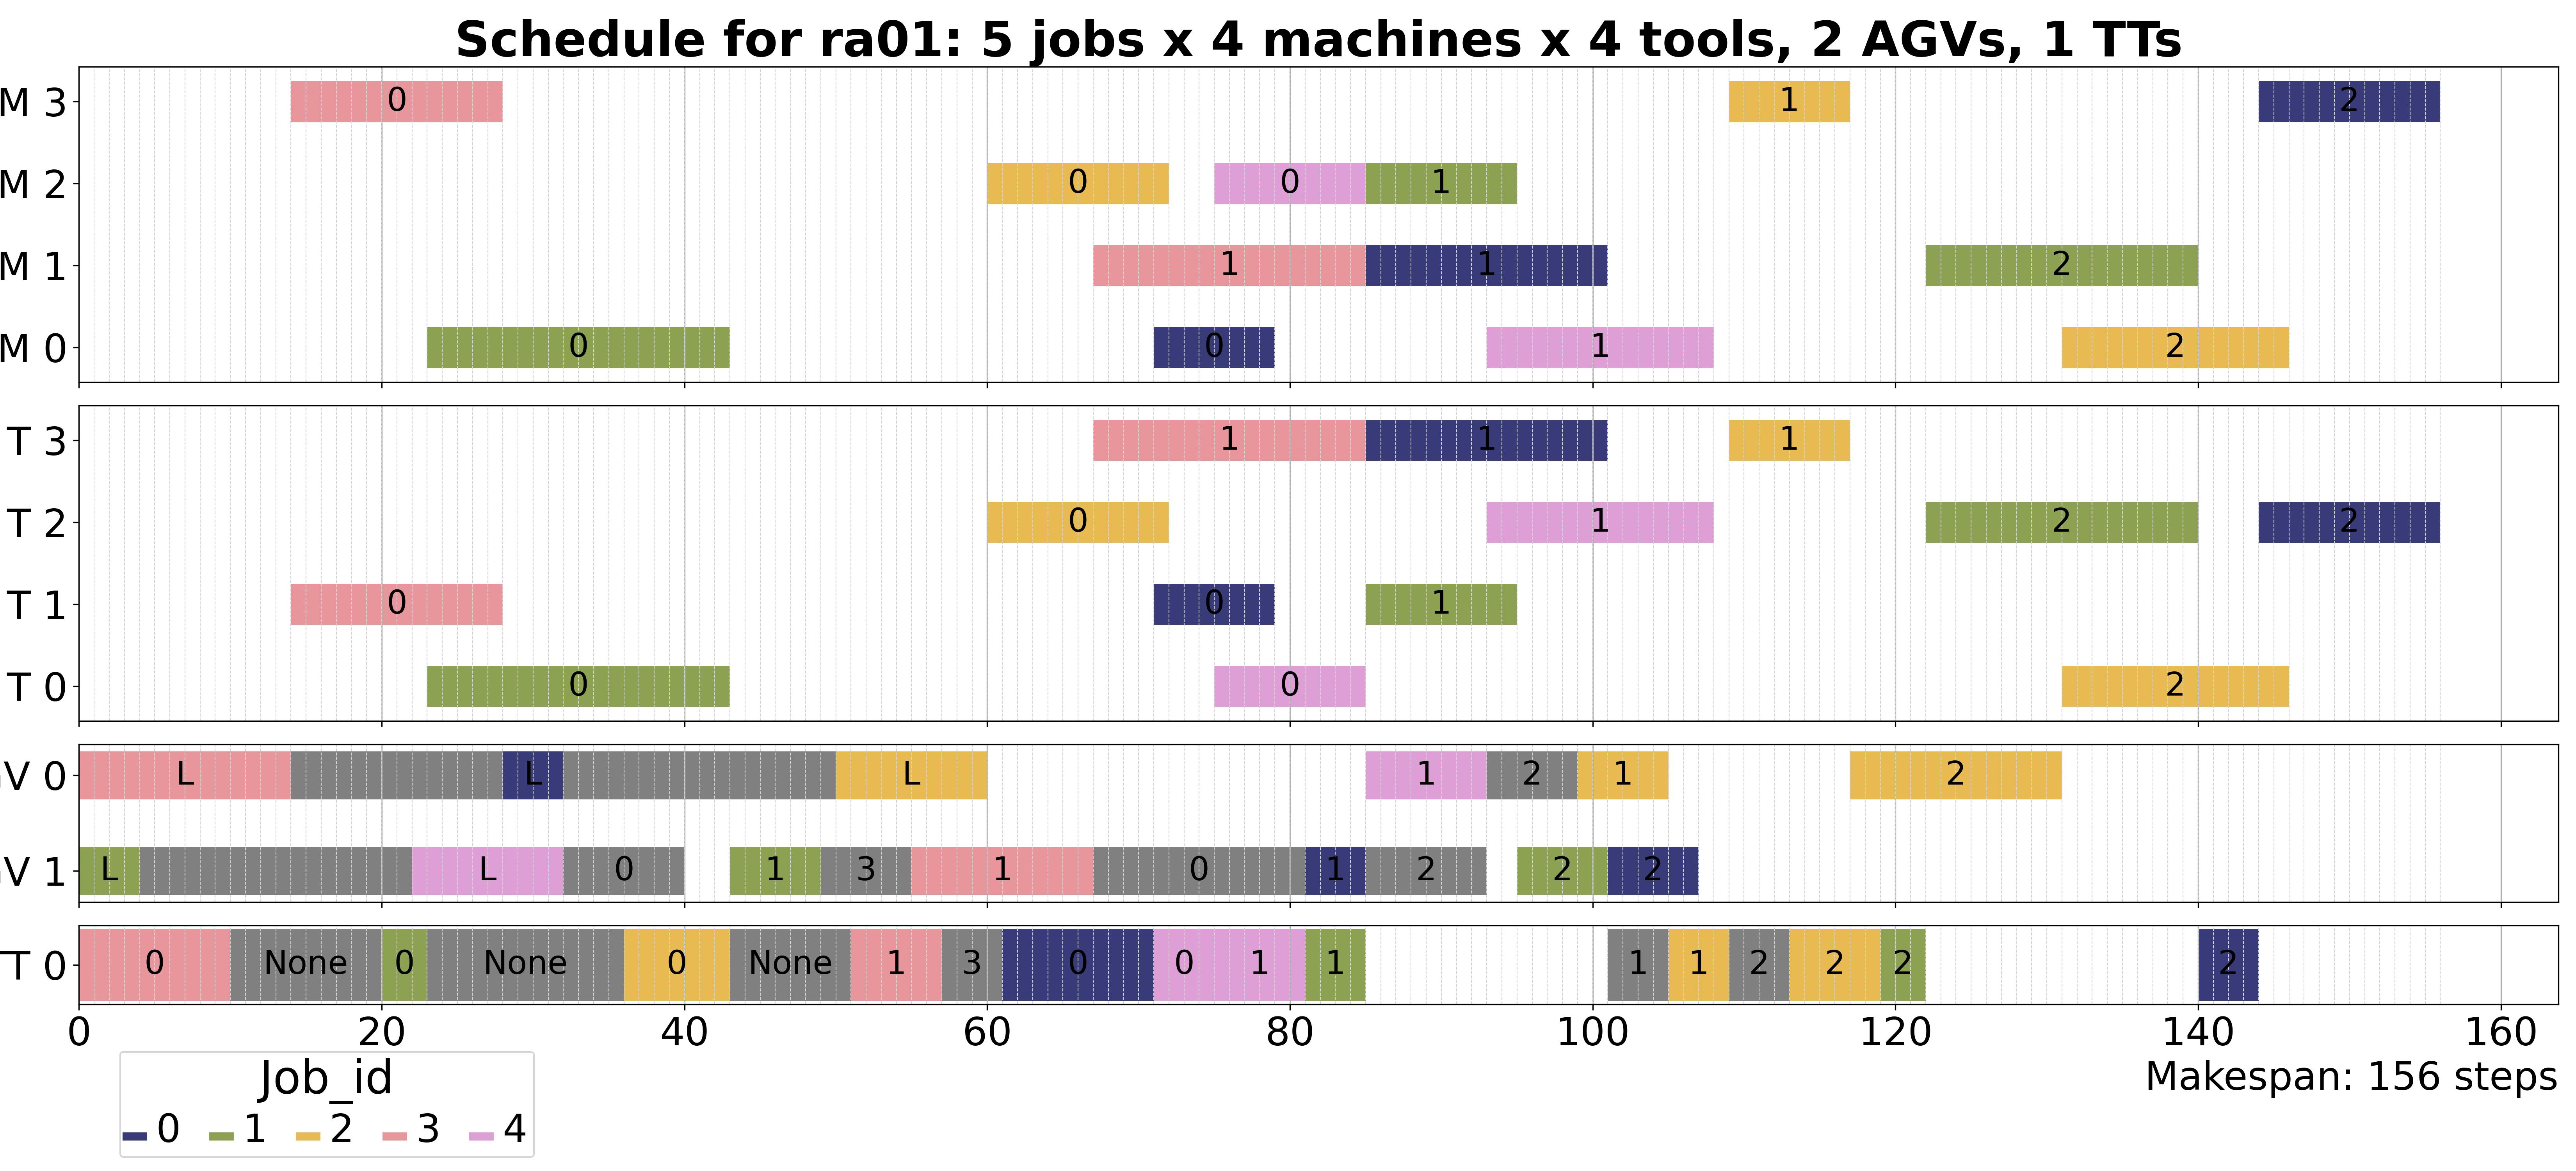 Schedule for ra01: 5 jobs x 4 machines x 4 tools, 2 AGVs, 1 TTs
M 3 0 1 2
M 2 0 0 1
M 1 1 1 2
M 0 0 0 1 2
T 3 1 1 1
T 2 0 1 2 2
T 1 0 0 1
T 0 0 0 2
V 0 L L L 1 2 1 2
V 1 L L 0 1 3 1 0 1 2 2 2
T 0 0 None 0 None 0 None 1 3 0 0 1 1 1 1 2 2 2 2
0 20 40 60 80 100 120 140 160
Makespan: 156 steps
Job_id
0 1 2 3 4